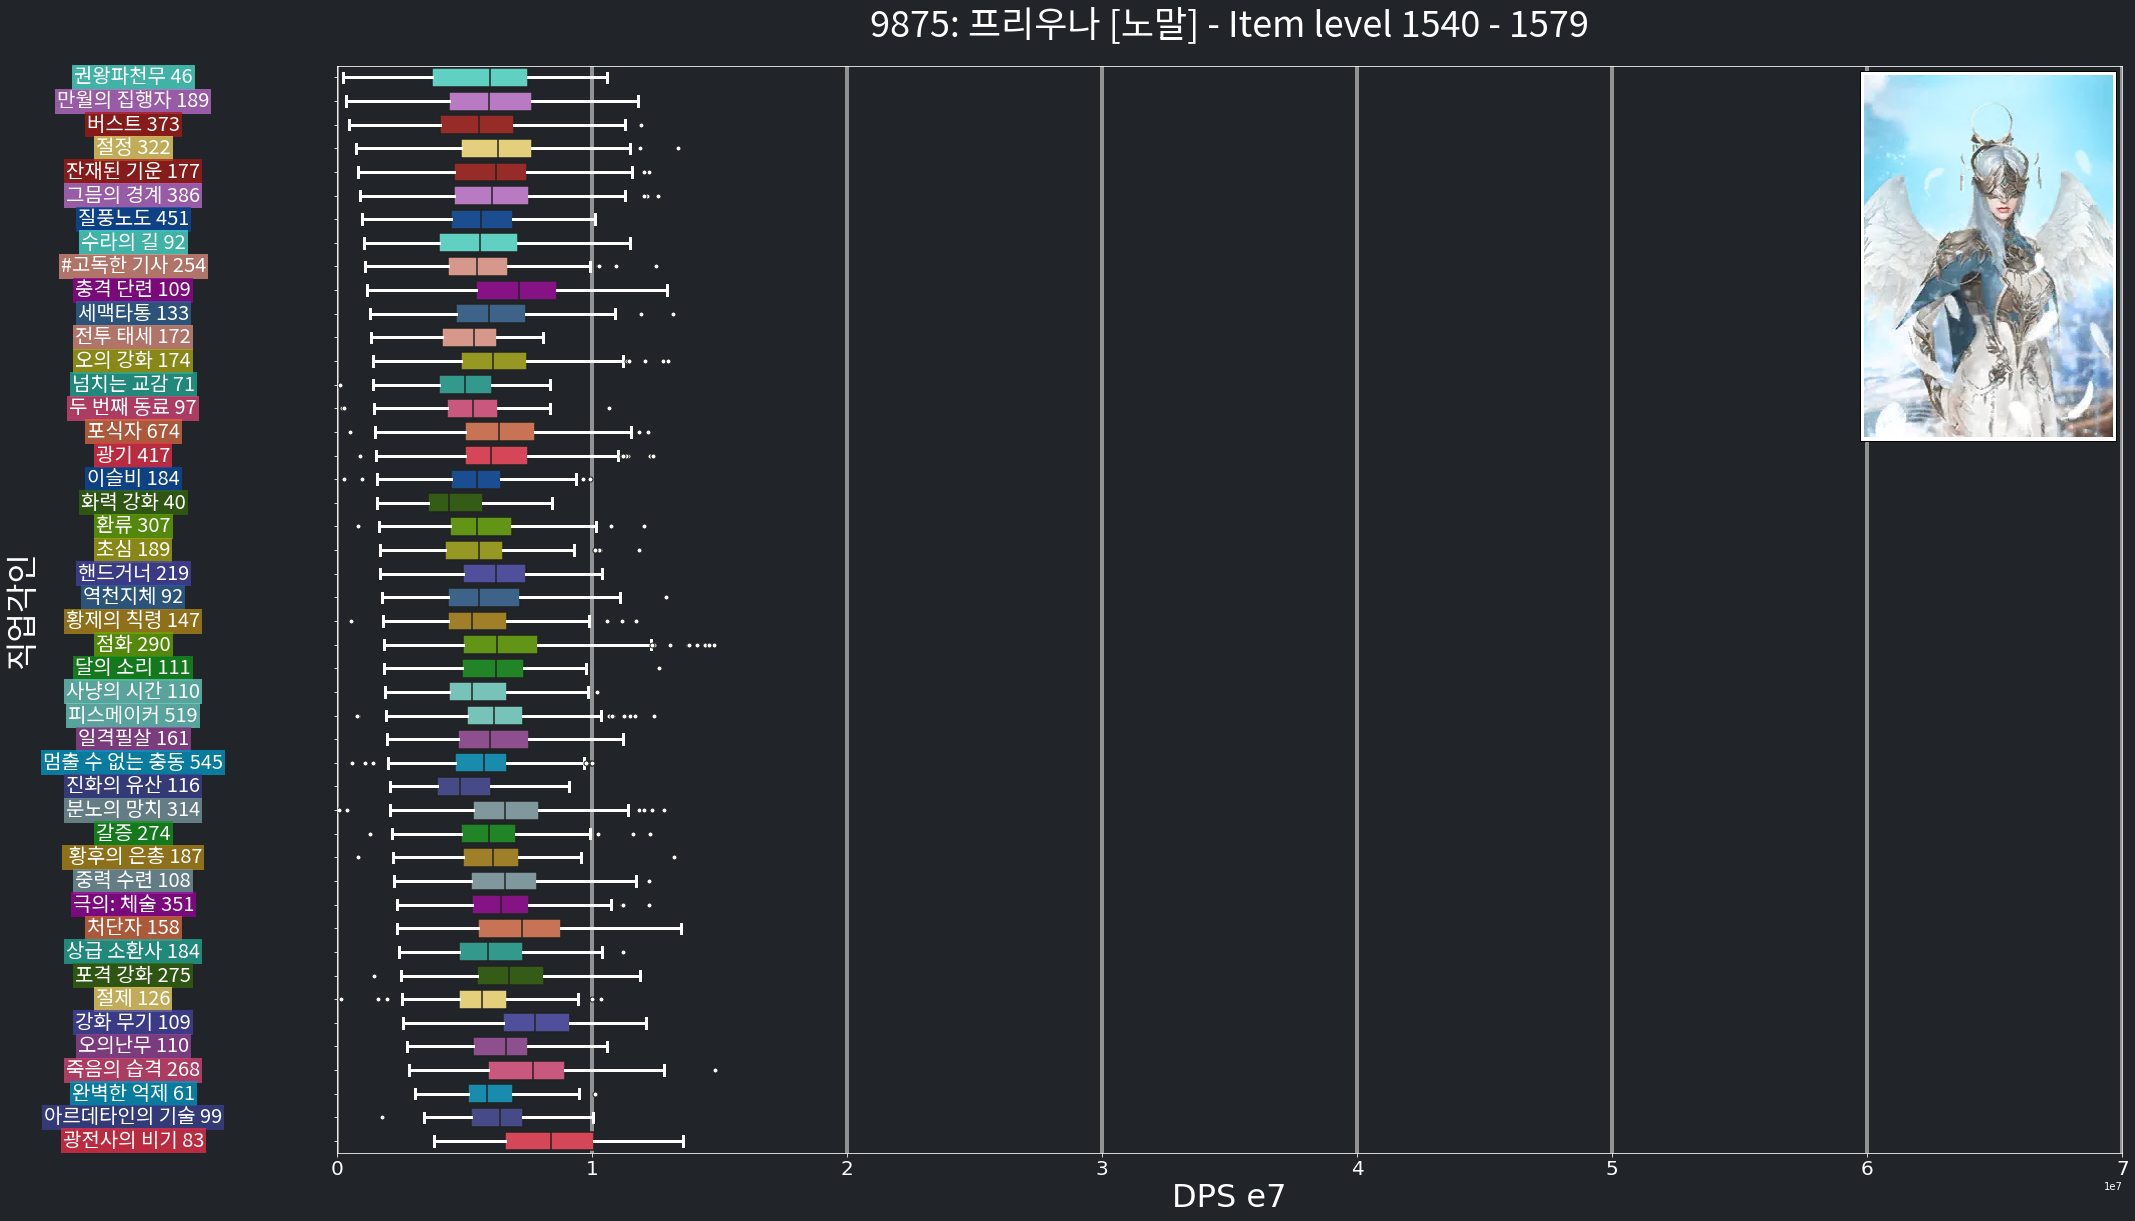 9875: 프리우나 [노말] - Item level 1540 - 1579
권왕파천무 46
만월의 집행자 189
버스트 373
절정 322
잔재된 기운 177
그믐의 경계 386
질풍노도 451
수라의 길 92
#고독한 기사 254
충격 단련 109
세맥타통 133
전투 태세 172
오의 강화 174
넘치는 교감 71
두 번째 동료 97
포식자 674
광기 417
이슬비 184
화력 강화 40
환류 307
초심 189
핸드거너 219
역천지체 92
황제의 칙령 147
점화 290
달의 소리 111
사냥의 시간 110
피스메이커 519
일격필살 161
멈출 수 없는 충동 545
진화의 유산 116
분노의 망치 314
갈증 274
황후의 은총 187
중력 수련 108
극의: 체술 351
처단자 158
상급 소환사 184
포격 강화 275
절제 126
강화 무기 109
오의난무 110
죽음의 습격 268
완벽한 억제 61
아르데타인의 기술 99
광전사의 비기 83
직업각인
0 1 2 3 4 5 6 7
1e7
DPS e7